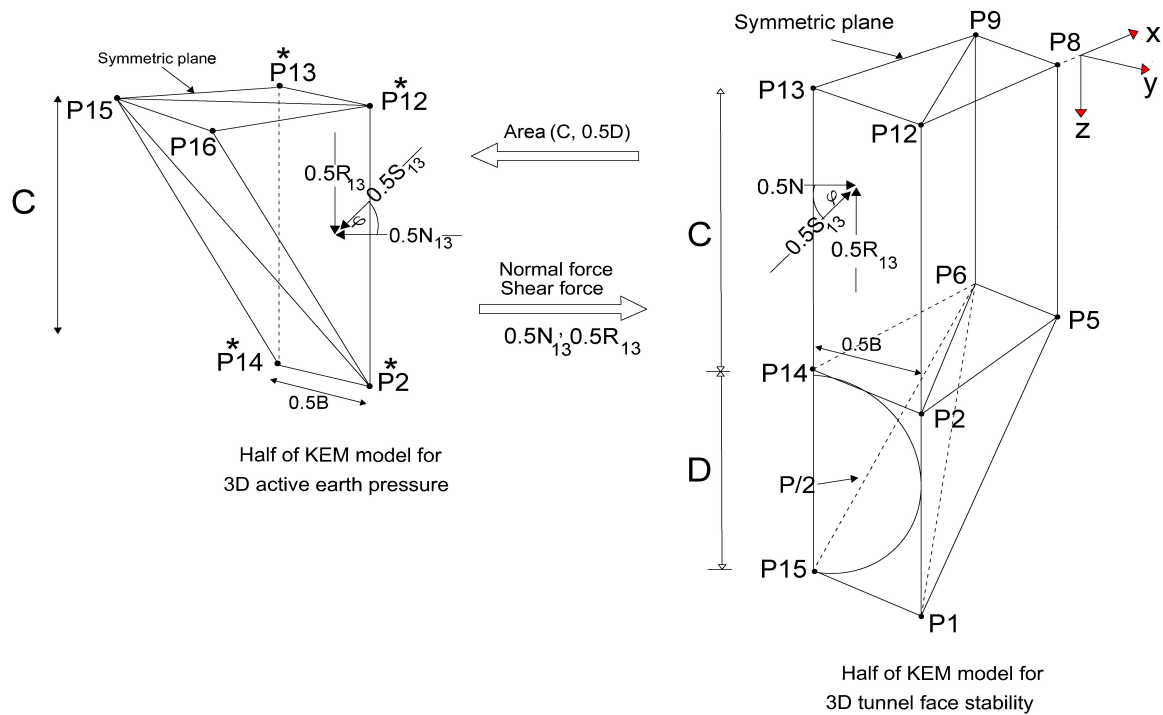 Symmetric plane
*
P13
*
P12
P15
P16
C
0.5R13
0.5S13
φ
0.5N13
*
P14
*
P2
0.5B
Half of KEM model for
3D active earth pressure
Area (C, 0.5D)
Normal force
Shear force
0.5N13, 0.5R13
Symmetric plane
P9
P8
x
y
z
P13
P12
0.5N
φ
0.5S13
0.5R13
C
P6
P5
0.5B
P14
P2
D
P/2
P15
P1
Half of KEM model for
3D tunnel face stability